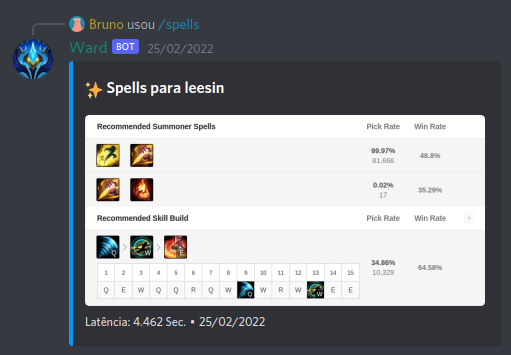 Bruno usou /spells
Ward BOT 25/02/2022
Spells para leesin
Recommended Summoner Spells Pick Rate Win Rate
99.97% 48.8%
81,666
0.02% 35.29%
17
Recommended Skill Build Pick Rate Win Rate +
Q > W > E
34.86% 64.58%
10,329
1 2 3 4 5 6 7 8 9 10 11 12 13 14 15
Q E W Q Q R Q W Q W R W W E E
Latência: 4.462 Sec. • 25/02/2022